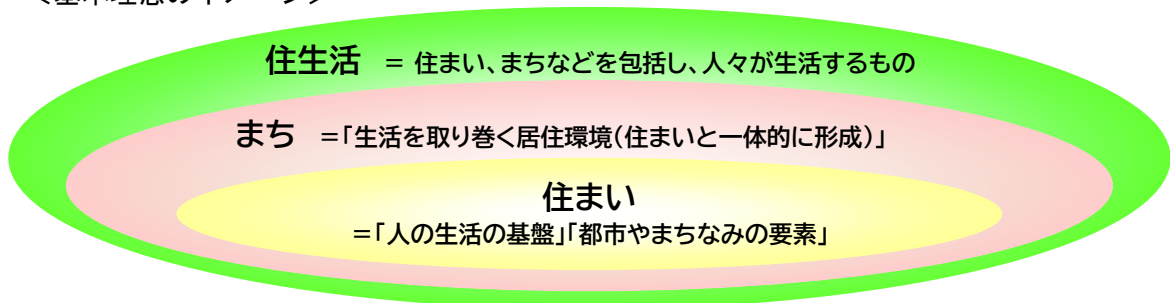 住生活 = 住まい、まちなどを包括し、人々が生活するもの
まち =「生活を取り巻く居住環境(住まいと一体的に形成)」
住まい
=「人の生活の基盤」「都市やまちなみの要素」